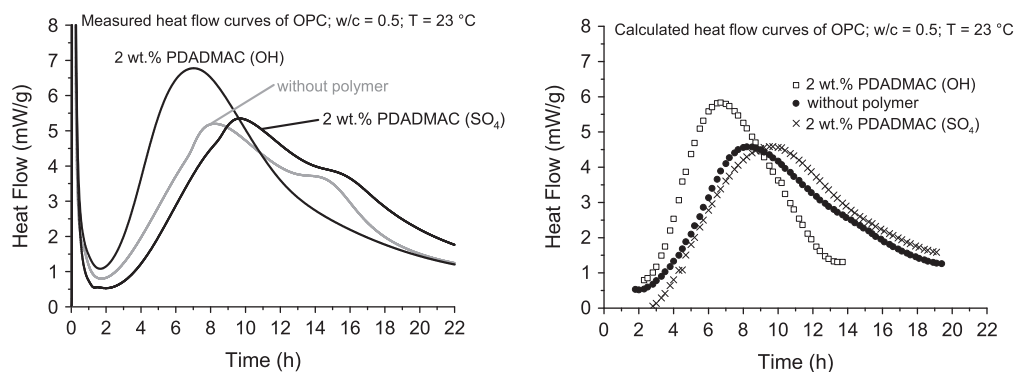 Measured heat flow curves of OPC; w/c = 0.5; T = 23 °C
2 wt.% PDADMAC (OH)
without polymer
2 wt.% PDADMAC (SO₄)
Heat Flow (mW/g)
8
7
6
5
4
3
2
1
0
0 2 4 6 8 10 12 14 16 18 20 22
Time (h)
Calculated heat flow curves of OPC; w/c = 0.5; T = 23 °C
2 wt.% PDADMAC (OH)
without polymer
2 wt.% PDADMAC (SO₄)
Heat Flow (mW/g)
8
7
6
5
4
3
2
1
0
0 2 4 6 8 10 12 14 16 18 20 22
Time (h)